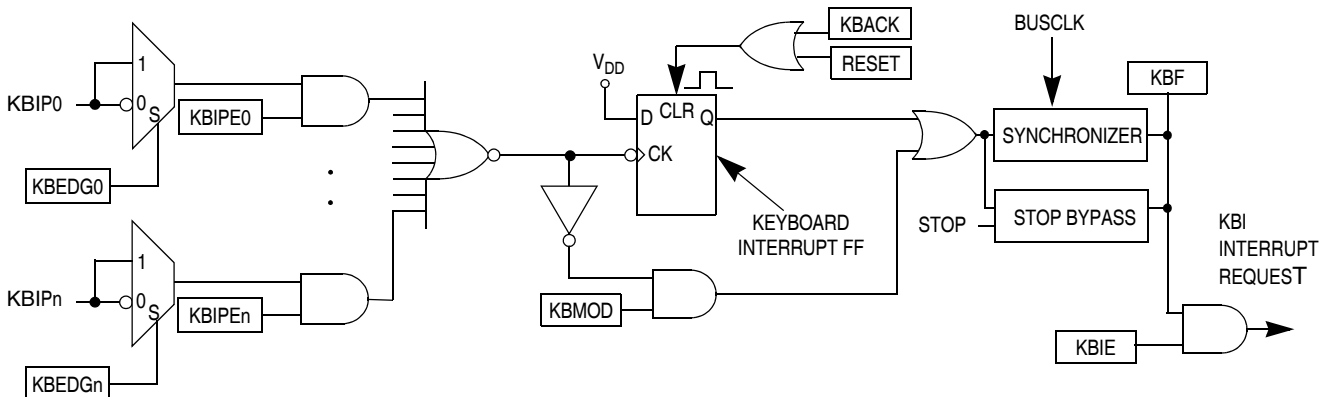 KBIP0
1
0
S
KBEDG0
KBIPE0
KBIPn
1
0
S
KBEDGn
KBIPEn
V_DD
D
CLR
Q
CK
KBACK
RESET
KEYBOARD
INTERRUPT FF
KBMOD
BUSCLK
SYNCHRONIZER
STOP
STOP BYPASS
KBF
KBI
INTERRUPT
REQUEST
KBIE